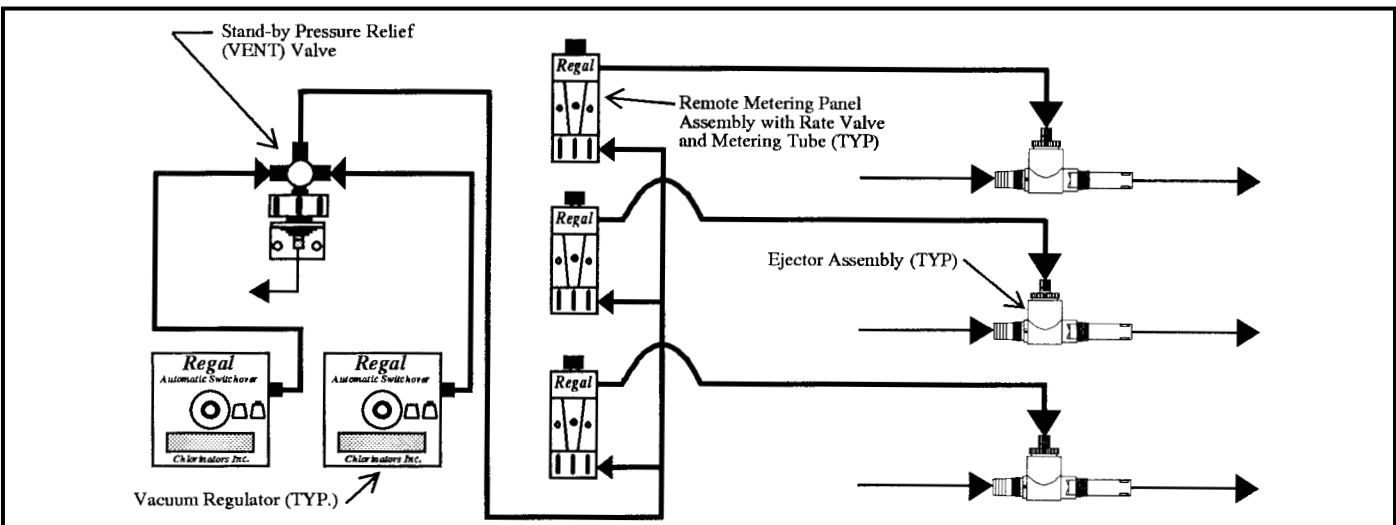 Stand-by Pressure Relief
(VENT) Valve
Regal
Remote Metering Panel
Assembly with Rate Valve
and Metering Tube (TYP)
Regal
Ejector Assembly (TYP)
Regal
Automatic Switchover
Chlorinators Inc.
Regal
Automatic Switchover
Chlorinators Inc.
Regal
Vacuum Regulator (TYP.)